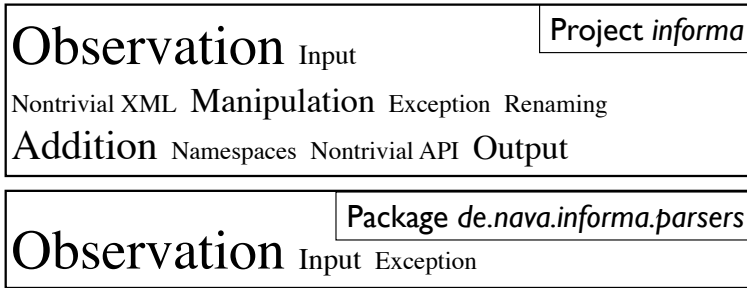 Project informa
Observation Input
Nontrivial XML Manipulation Exception Renaming
Addition Namespaces Nontrivial API Output
Package de.nava.informa.parsers
Observation Input Exception